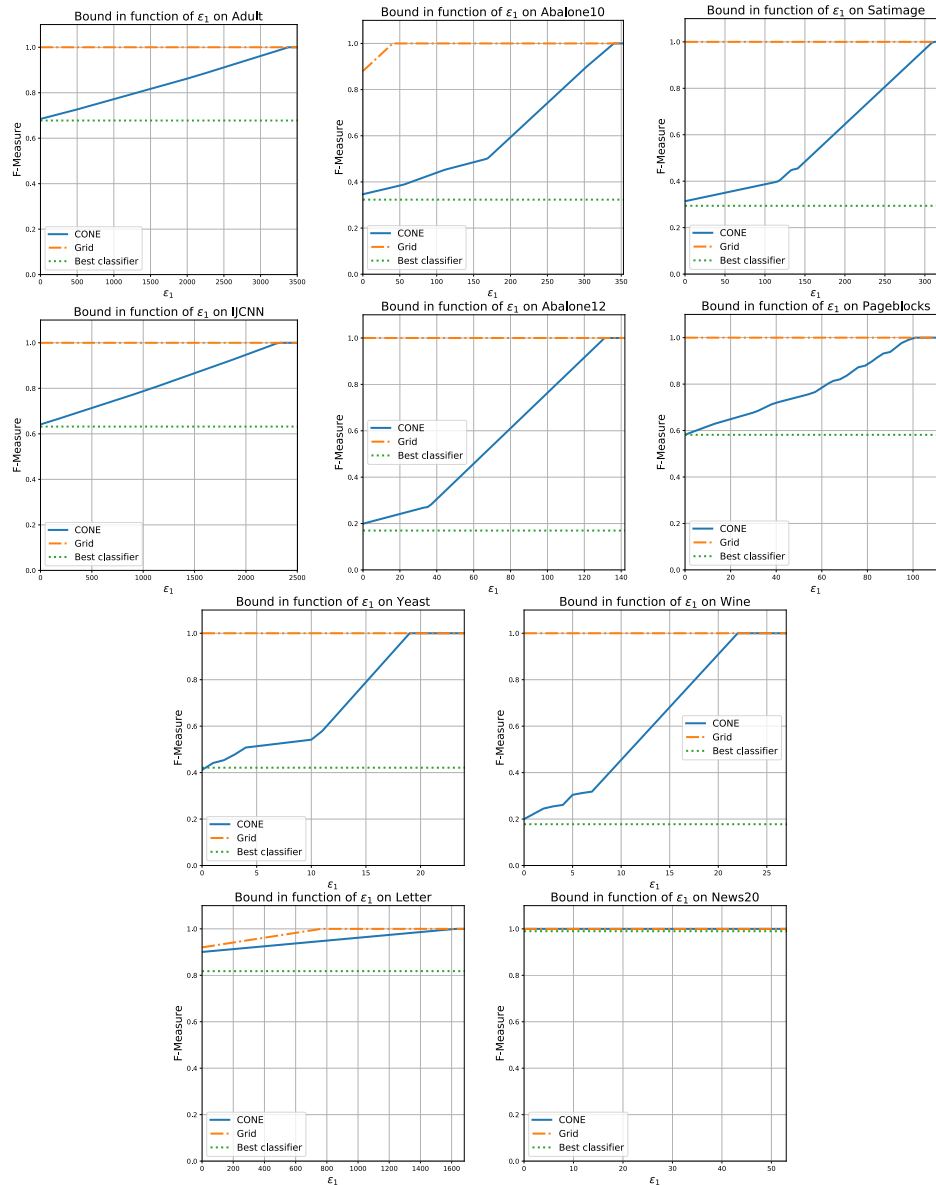 Bound in function of ε₁ on Adult
1.0
0.8
0.6
0.4
0.2
0.0
F-Measure
CONE
Grid
Best classifier
0 500 1000 1500 2000 2500 3000 3500
ε₁
Bound in function of ε₁ on Abalone10
1.0
0.8
0.6
0.4
0.2
0.0
F-Measure
CONE
Grid
Best classifier
0 50 100 150 200 250 300 350
ε₁
Bound in function of ε₁ on Satimage
1.0
0.8
0.6
0.4
0.2
0.0
F-Measure
CONE
Grid
Best classifier
0 50 100 150 200 250 300
ε₁
Bound in function of ε₁ on IJCNN
1.0
0.8
0.6
0.4
0.2
0.0
F-Measure
CONE
Grid
Best classifier
0 500 1000 1500 2000 2500
ε₁
Bound in function of ε₁ on Abalone12
1.0
0.8
0.6
0.4
0.2
0.0
F-Measure
CONE
Grid
Best classifier
0 20 40 60 80 100 120 140
ε₁
Bound in function of ε₁ on Pageblocks
1.0
0.8
0.6
0.4
0.2
0.0
F-Measure
CONE
Grid
Best classifier
0 20 40 60 80 100
ε₁
Bound in function of ε₁ on Yeast
1.0
0.8
0.6
0.4
0.2
0.0
F-Measure
CONE
Grid
Best classifier
0 5 10 15 20
ε₁
Bound in function of ε₁ on Wine
1.0
0.8
0.6
0.4
0.2
0.0
F-Measure
CONE
Grid
Best classifier
0 5 10 15 20 25
ε₁
Bound in function of ε₁ on Letter
1.0
0.8
0.6
0.4
0.2
0.0
F-Measure
CONE
Grid
Best classifier
0 200 400 600 800 1000 1200 1400 1600
ε₁
Bound in function of ε₁ on News20
1.0
0.8
0.6
0.4
0.2
0.0
F-Measure
CONE
Grid
Best classifier
0 10 20 30 40 50
ε₁